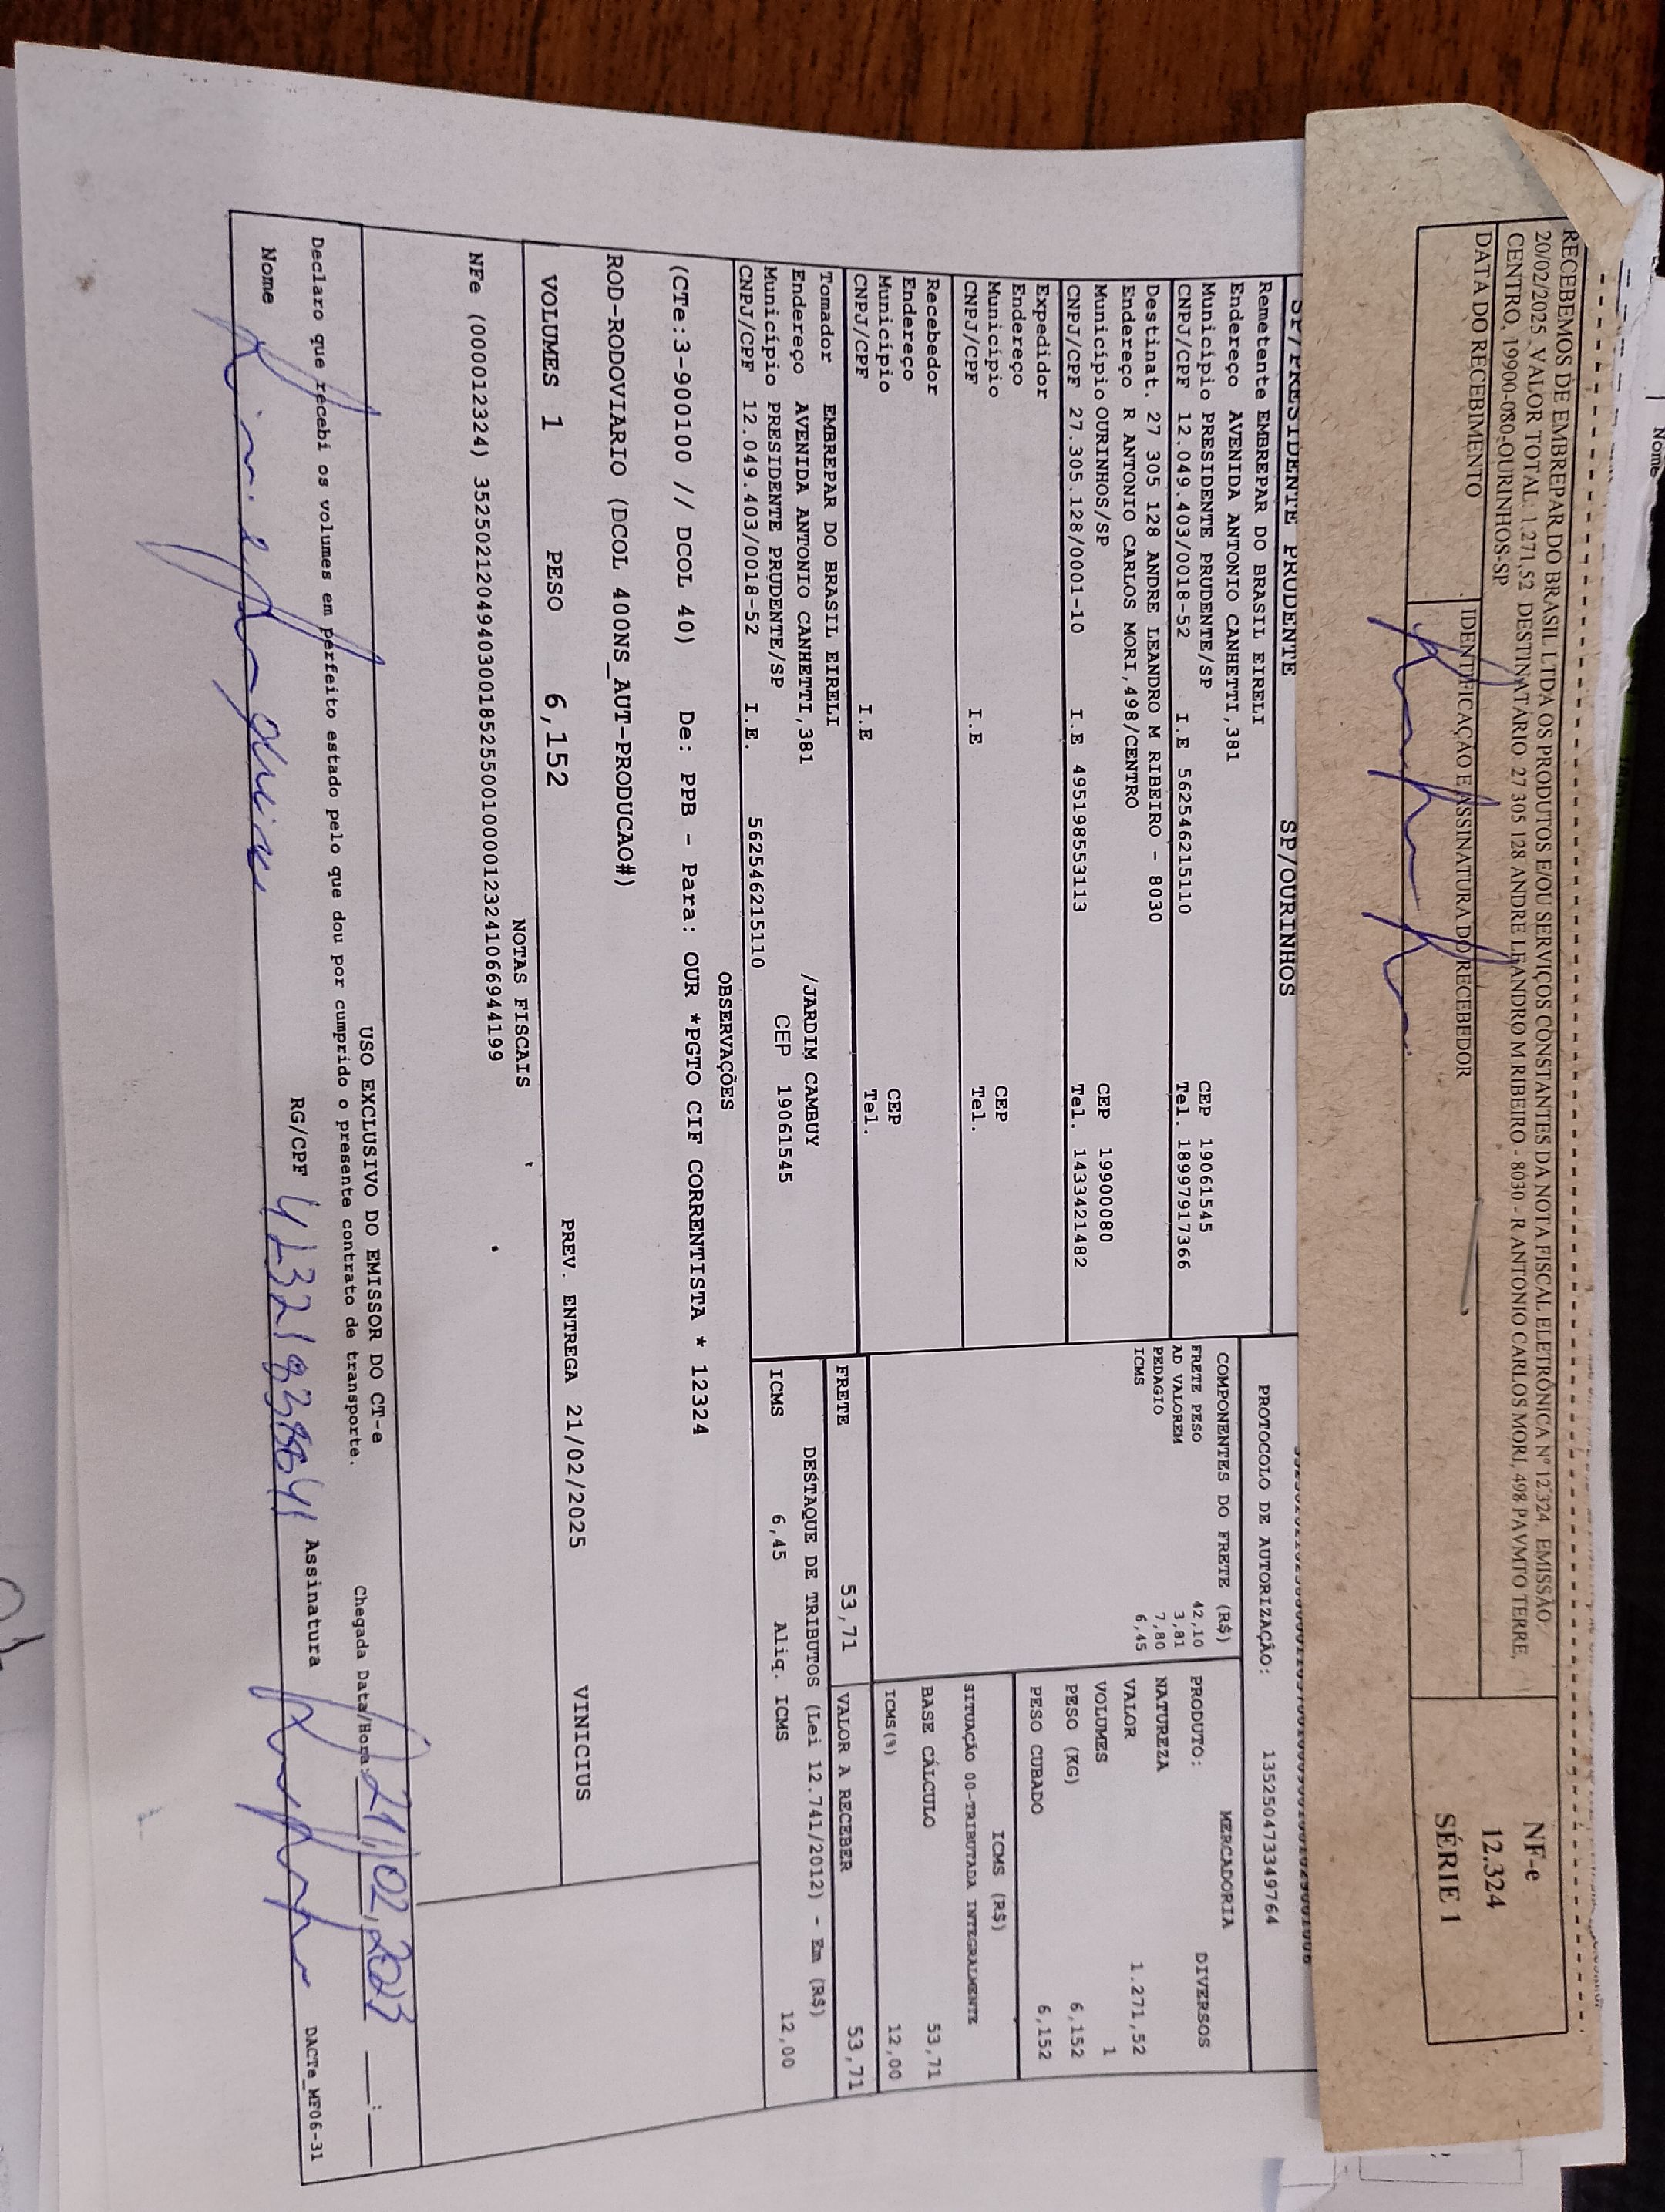 Nome
RECEBEMOS DE EMBREPAR DO BRASIL LTDA OS PRODUTOS E/OU SERVIÇOS CONSTANTES DA NOTA FISCAL ELETRÔNICA Nº 12.324 EMISSÃO:
20/02/2025 VALOR TOTAL: 1.271,52 DESTINATÁRIO: 27 305 128 ANDRE LEANDRO M RIBEIRO - 8030 - R ANTONIO CARLOS MORI, 498 PAVMTO TERRE,
CENTRO, 19900-080-OURINHOS-SP
DATA DO RECEBIMENTO
IDENTIFICAÇÃO E ASSINATURA DO RECEBEDOR
NF-e
12.324
SÉRIE 1
SP/PRESIDENTE PRUDENTE SP/OURINHOS
PROTOCOLO DE AUTORIZAÇÃO: 135250473349764
Remetente EMBREPAR DO BRASIL EIRELI
Endereço AVENIDA ANTONIO CANHETTI,381
Município PRESIDENTE PRUDENTE/SP CEP 19061545
CNPJ/CPF 12.049.403/0018-52 I.E 562546215110 Tel. 18997917366
Destinat. 27 305 128 ANDRE LEANDRO M RIBEIRO - 8030
Endereço R ANTONIO CARLOS MORI,498/CENTRO
Município OURINHOS/SP CEP 19900080
CNPJ/CPF 27.305.128/0001-10 I.E 495198553113 Tel. 1433421482
Expedidor
Endereço
Município CEP
CNPJ/CPF I.E Tel.
Recebedor
Endereço
Município CEP
CNPJ/CPF I.E Tel.
Tomador EMBREPAR DO BRASIL EIRELI
Endereço AVENIDA ANTONIO CANHETTI,381 /JARDIM CAMBUY
Município PRESIDENTE PRUDENTE/SP CEP 19061545
CNPJ/CPF 12.049.403/0018-52 I.E. 562546215110
COMPONENTES DO FRETE (R$)
FRETE PESO 42,10
AD VALOREM 3,81
PEDAGIO 7,80
ICMS 6,45
MERCADORIA
PRODUTO: DIVERSOS
NATUREZA
VALOR 1.271,52
VOLUMES 1
PESO (KG) 6,152
PESO CUBADO 6,152
ICMS (R$)
SITUAÇÃO 00-TRIBUTADA INTEGRALMENTE
BASE CÁLCULO 53,71
ICMS(%) 12,00
FRETE 53,71 VALOR A RECEBER 53,71
DESTAQUE DE TRIBUTOS (Lei 12.741/2012) - Em (R$)
ICMS 6,45 Aliq. ICMS 12,00
OBSERVAÇÕES
(CTe:3-900100 // DCOL 40) De: PPB - Para: OUR *PGTO CIF CORRENTISTA * 12324
ROD-RODOVIARIO (DCOL 400NS_AUT-PRODUCAO#)
VOLUMES 1 PESO 6,152 PREV. ENTREGA 21/02/2025 VINICIUS
NOTAS FISCAIS
NFe (000012324) 35250212049403001852550010000123241066944199
USO EXCLUSIVO DO EMISSOR DO CT-e
Declaro que recebi os volumes em perfeito estado pelo que dou por cumprido o presente contrato de transporte.
Chegada Data/Hora: 21/02/2023 __:__
Nome RG/CPF Assinatura DACTe_MF06-31